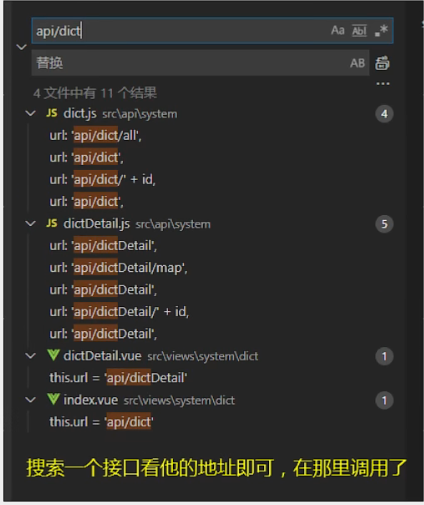 api/dict
Aa Abl .*
替换
AB
4 文件中有 11 个结果
JS dict.js src\api\system 4
url: 'api/dict/all',
url: 'api/dict',
url: 'api/dict/' + id,
url: 'api/dict',
JS dictDetail.js src\api\system 5
url: 'api/dictDetail',
url: 'api/dictDetail/map',
url: 'api/dictDetail',
url: 'api/dictDetail/' + id,
url: 'api/dictDetail',
dictDetail.vue src\views\system\dict 1
this.url = 'api/dictDetail'
index.vue src\views\system\dict 1
this.url = 'api/dict'
搜索一个接口看他的地址即可，在那里调用了